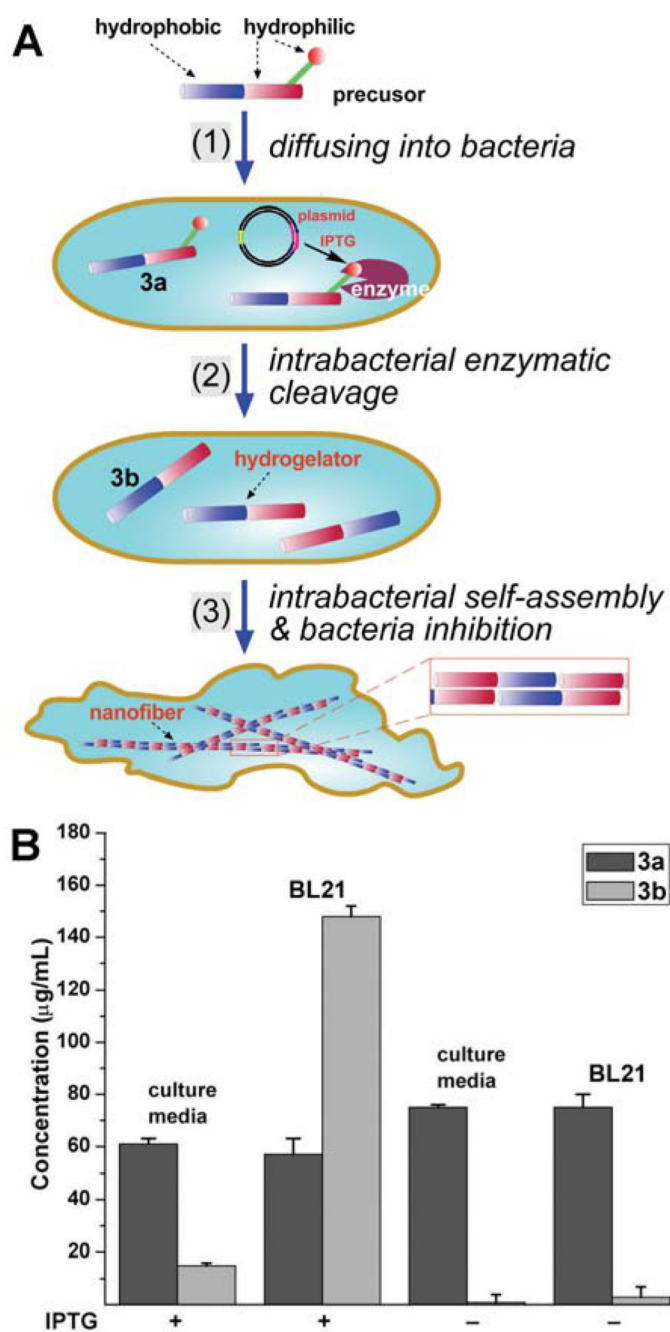 A
hydrophobic
hydrophilic
precusor
(1)
diffusing into bacteria
plasmid
IPTG
3a
enzyme
(2)
intrabacterial enzymatic
cleavage
3b
hydrogelator
(3)
intrabacterial self-assembly
& bacteria inhibition
nanofiber
B
Concentration (μg/mL)
180
160
140
120
100
80
60
40
20
3a
3b
BL21
culture
media
culture
media
BL21
IPTG
+
+
–
–